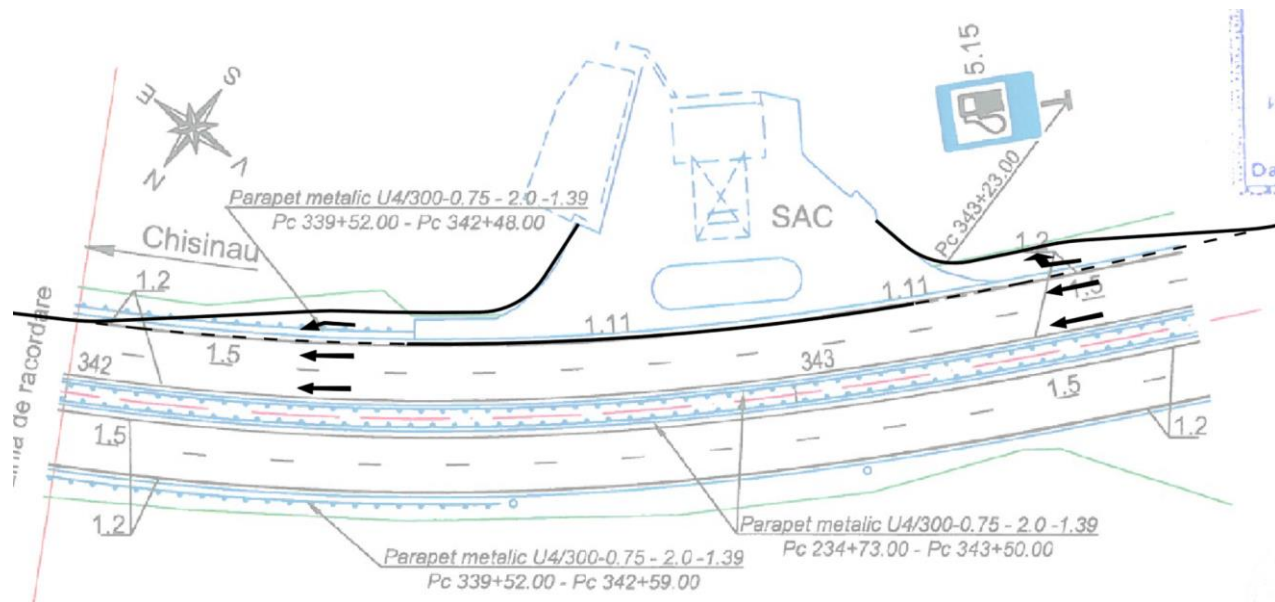 5.15
S
E
N
V
Parapet metalic U4/300-0.75 - 2.0 -1.39
Pc 339+52.00 - Pc 342+48.00
SAC
Pc 343+23.00
Da
Chisinau
1.2
1.2
1.11
1.5
1.11
1.5
342
343
1.5
1.5
1.2
1.2
de racordare
Parapet metalic U4/300-0.75 - 2.0 -1.39
Pc 234+73.00 - Pc 343+50.00
Parapet metalic U4/300-0.75 - 2.0 -1.39
Pc 339+52.00 - Pc 342+59.00